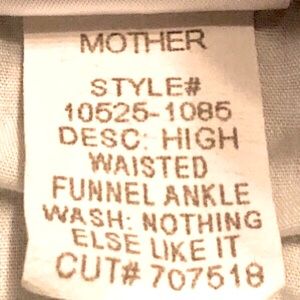 MOTHER
STYLE#
10525-1085
DESC: HIGH
WAISTED
FUNNEL ANKLE
WASH: NOTHING
ELSE LIKE IT
CUT# 707518